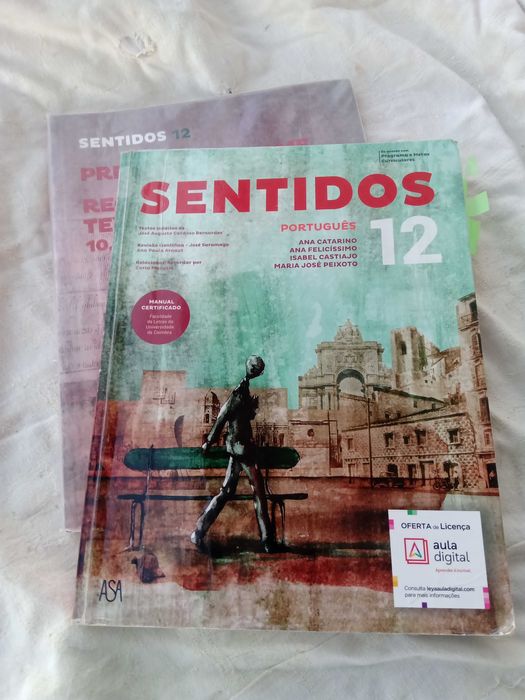 SENTIDOS 12
PR
RE
TE
10.
De acordo com
Programa e Metas
Curriculares
SENTIDOS
PORTUGUÊS
12
ANA CATARINO
ANA FELICÍSSIMO
ISABEL CASTIAJO
MARIA JOSÉ PEIXOTO
Textos inéditos de
José Augusto Cardoso Bernardes
Revisão científica - José Saramago
Ana Paula Arnaut
MANUAL
CERTIFICADO
Faculdade
de Letras da
Universidade
de Coimbra
OFERTA de Licença
aula
digital
Aprender é incrível.
Consulta leyaauladigital.com
para mais informações
ASA